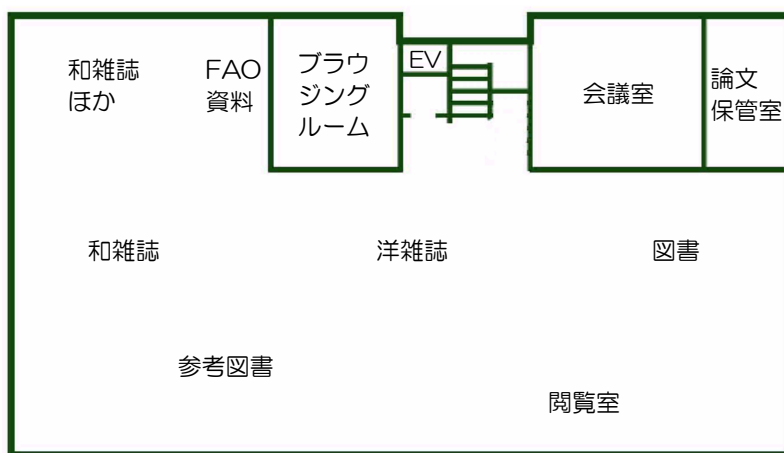 和雑誌
ほか
FAO
資料
ブラウ
ジング
ルーム
EV
会議室
論文
保管室
和雑誌
洋雑誌
図書
参考図書
閲覧室